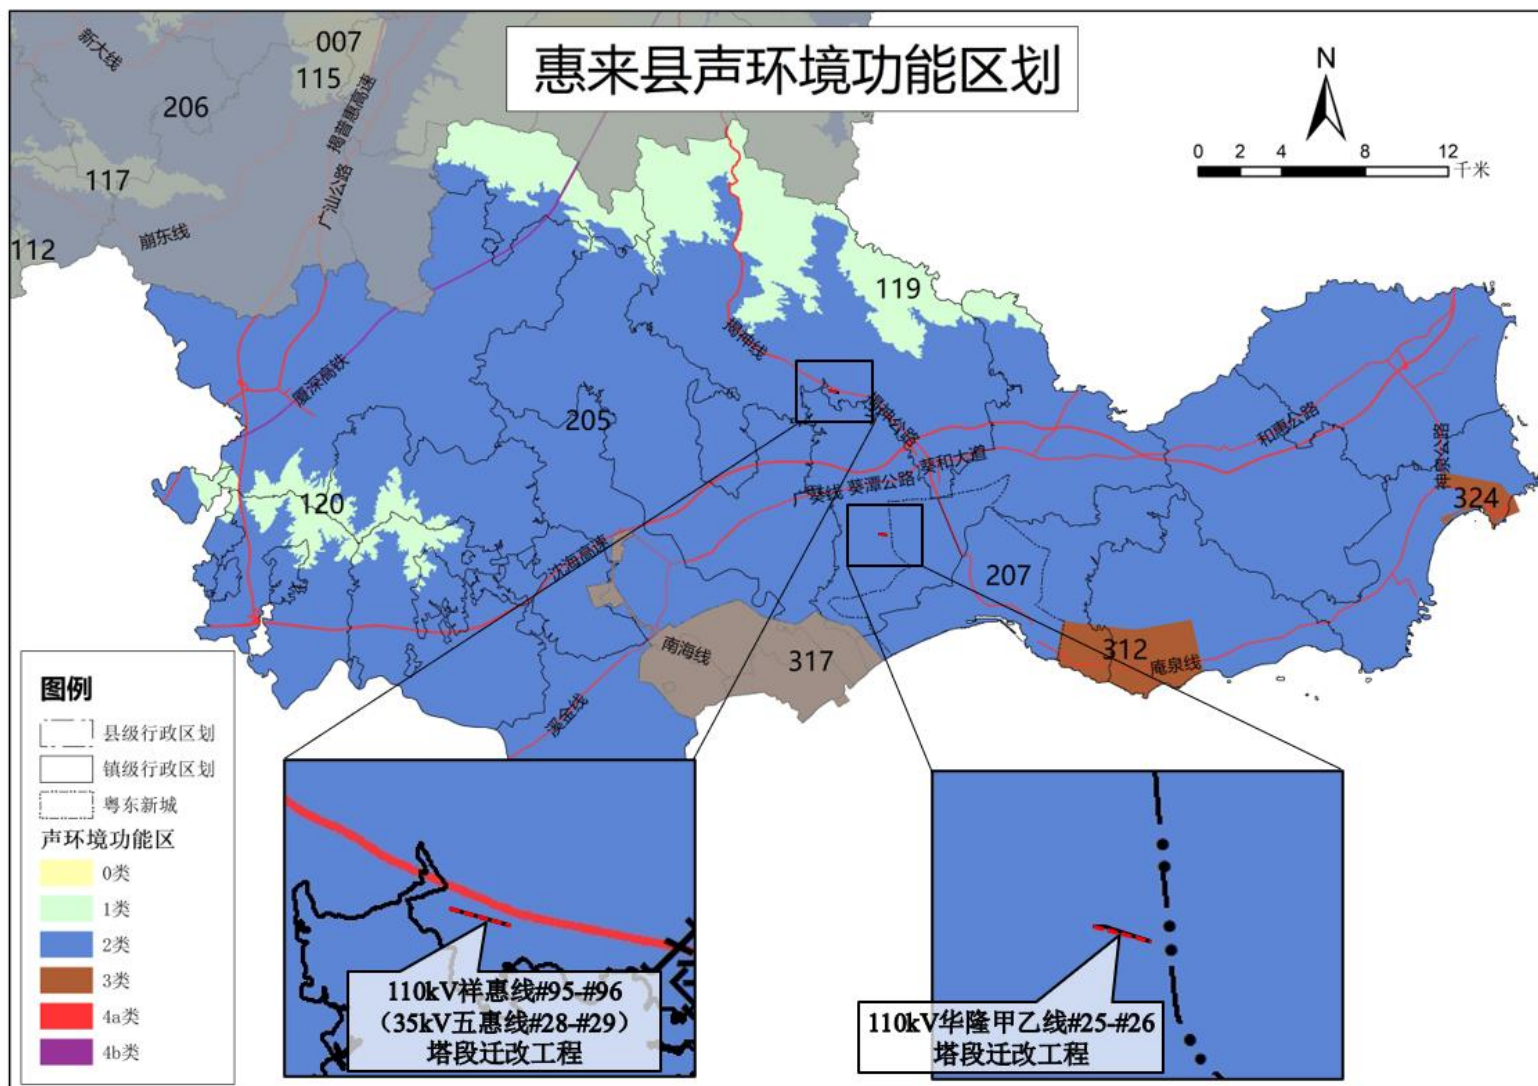 惠来县声环境功能区划
N
0 2 4 8 12
千米
新大线
007
115
206
揭普惠高速
117
广汕公路
崩东线
112
119
揭神线
厦深高铁
205
揭神公路
和惠公路
葵和大道
神泉公路
广葵线 葵潭公路
120
324
沈海高速
207
南海线
317
312
庵泉线
溪金线
图例
县级行政区划
镇级行政区划
粤东新城
声环境功能区
0类
1类
2类
3类
4a类
4b类
110kV祥惠线#95-#96
（35kV五惠线#28-#29）
塔段迁改工程
110kV华隆甲乙线#25-#26
塔段迁改工程